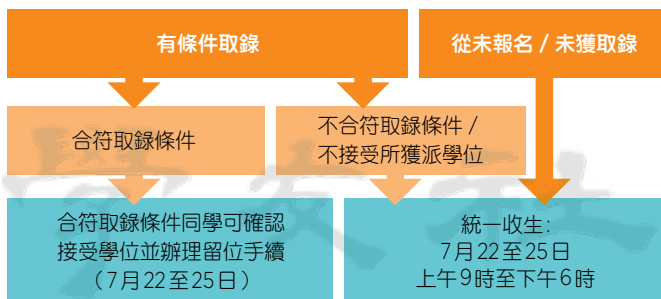 有條件取錄
從未報名 / 未獲取錄
合符取錄條件
不合符取錄條件 /
不接受所獲派學位
合符取錄條件同學可確認
接受學位並辦理留位手續
（7月22至25日）
統一收生：
7月22至25日
上午9時至下午6時
學友社